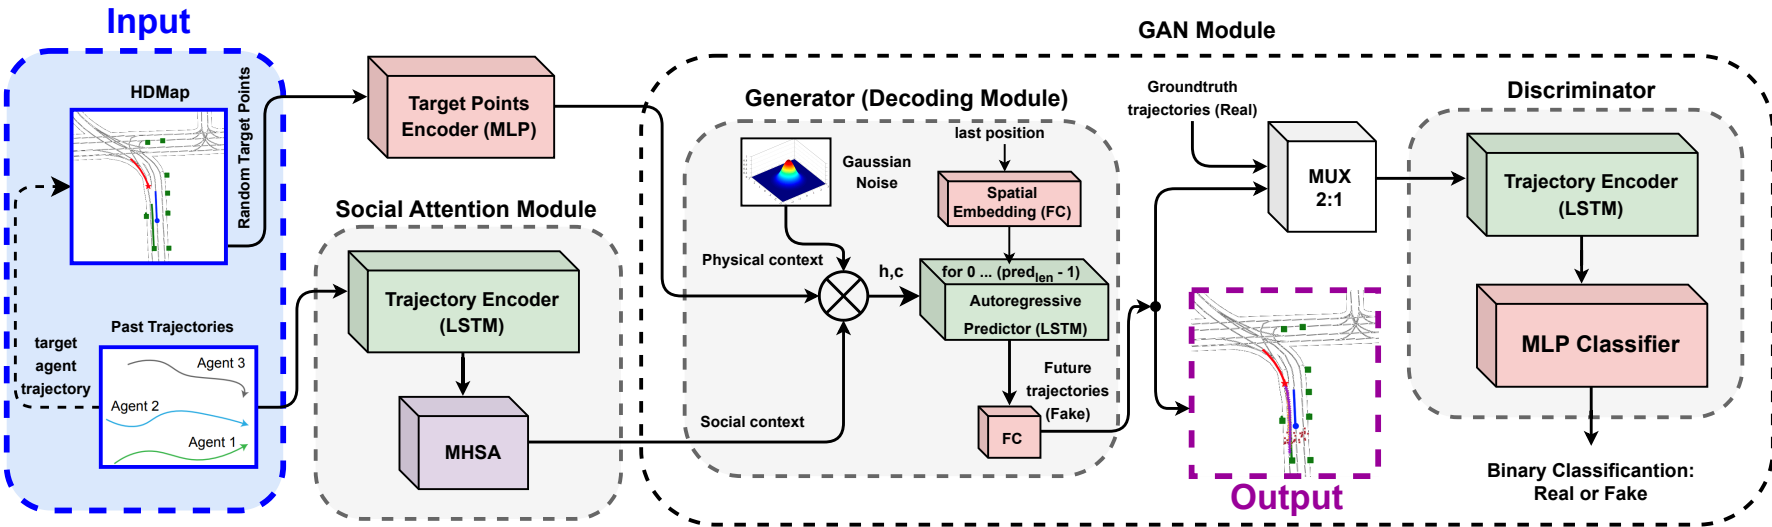 Input
HDMap
Random Target Points
target
agent
trajectory
Past Trajectories
Agent 3
Agent 2
Agent 1
Target Points
Encoder (MLP)
Social Attention Module
Trajectory Encoder
(LSTM)
MHSA
GAN Module
Generator (Decoding Module)
Gaussian
Noise
last position
Spatial
Embedding (FC)
Physical context
h,c
for 0 ... (pred_len - 1)
Autoregressive
Predictor (LSTM)
Social context
Future
trajectories
(Fake)
FC
Groundtruth
trajectories (Real)
MUX
2:1
Output
Discriminator
Trajectory Encoder
(LSTM)
MLP Classifier
Binary Classificantion:
Real or Fake